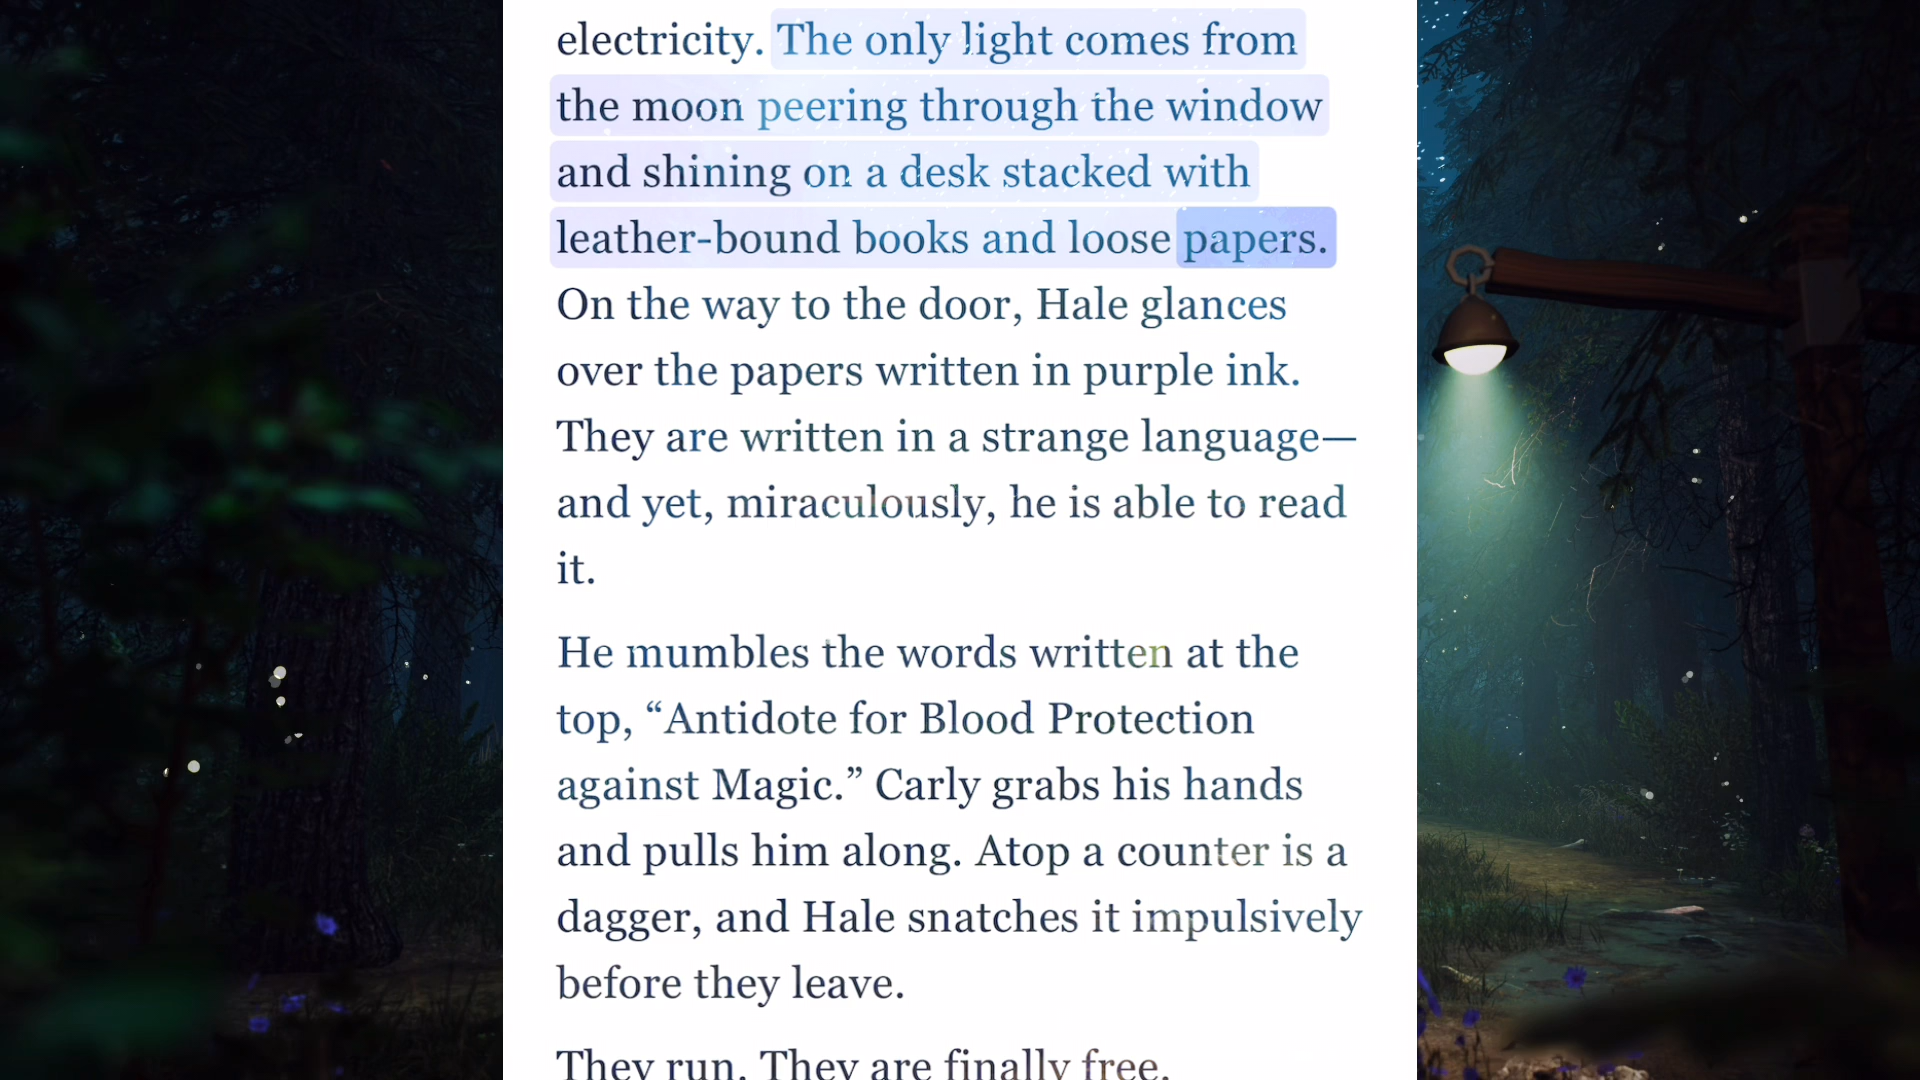 electricity. The only light comes from
the moon peering through the window
and shining on a desk stacked with
leather-bound books and loose papers.
On the way to the door, Hale glances
over the papers written in purple ink.
They are written in a strange language—
and yet, miraculously, he is able to read
it.
He mumbles the words written at the
top, “Antidote for Blood Protection
against Magic.” Carly grabs his hands
and pulls him along. Atop a counter is a
dagger, and Hale snatches it impulsively
before they leave.
They run. They are finally free.